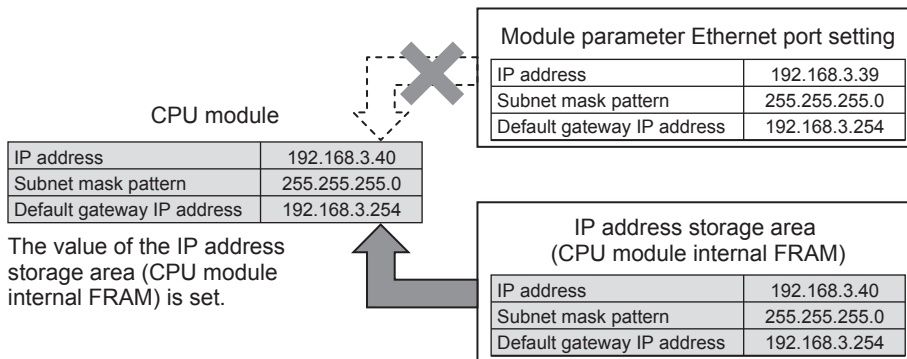 Module parameter Ethernet port setting
IP address 192.168.3.39
Subnet mask pattern 255.255.255.0
Default gateway IP address 192.168.3.254
CPU module
IP address 192.168.3.40
Subnet mask pattern 255.255.255.0
Default gateway IP address 192.168.3.254
The value of the IP address
storage area (CPU module
internal FRAM) is set.
IP address storage area
(CPU module internal FRAM)
IP address 192.168.3.40
Subnet mask pattern 255.255.255.0
Default gateway IP address 192.168.3.254